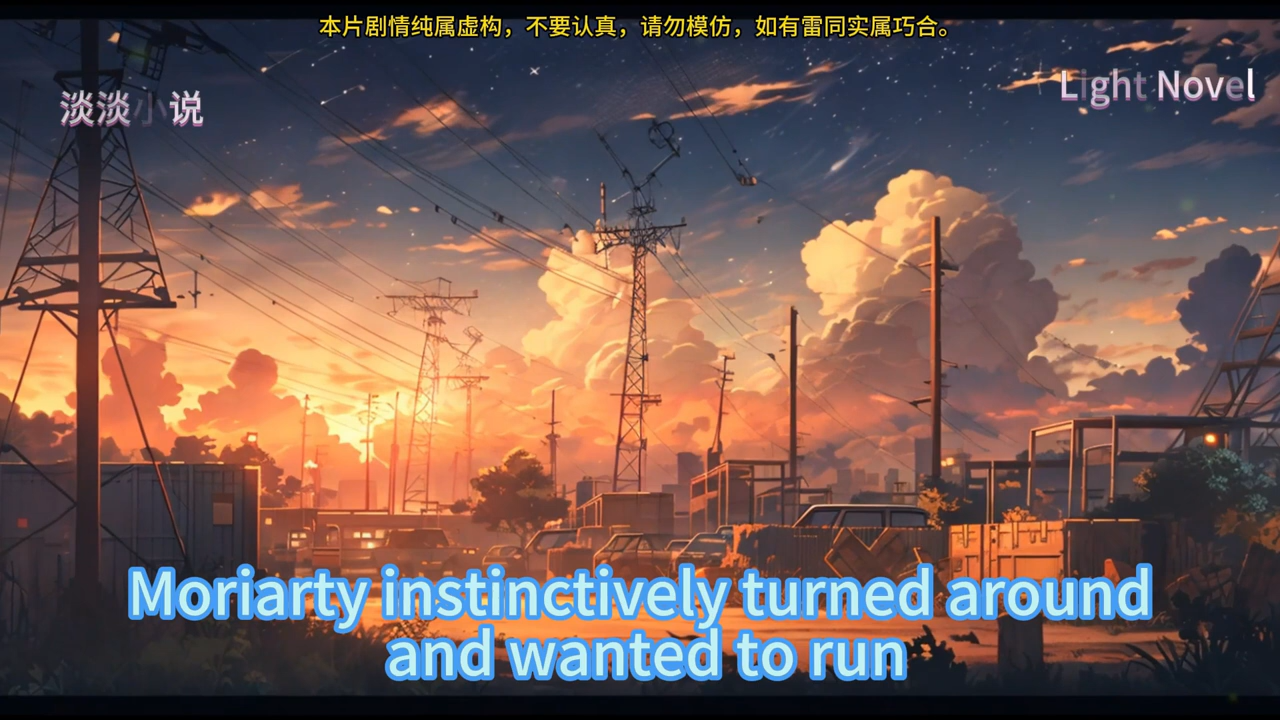 本片剧情纯属虚构，不要认真，请勿模仿，如有雷同实属巧合。
淡淡小说
Light Novel
Moriarty instinctively turned around
and wanted to run